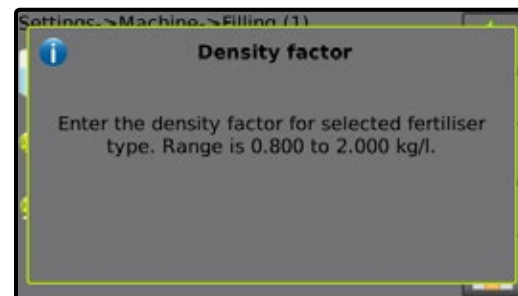 Settings->Machine->Filling (1)
Density factor
Enter the density factor for selected fertiliser
type. Range is 0.800 to 2.000 kg/l.